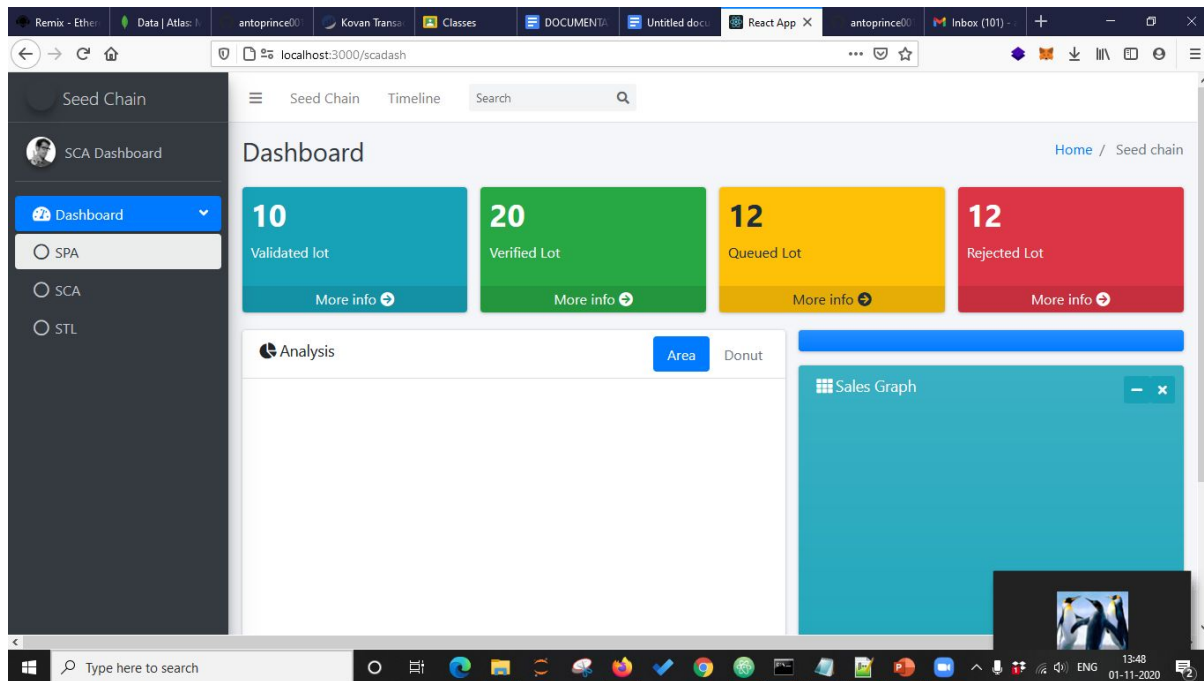 Remix - Ether
Data | Atlas: M
antoprince00
Kovan Transac
Classes
DOCUMENTA
Untitled docu
React App
antoprince00
Inbox (101) -
localhost:3000/scadash
Seed Chain
Seed Chain
Timeline
Search
SCA Dashboard
Dashboard
Home / Seed chain
Dashboard
SPA
SCA
STL
10
Validated lot
More info
20
Verified Lot
More info
12
Queued Lot
More info
12
Rejected Lot
More info
Analysis
Area
Donut
Sales Graph
Type here to search
ENG
13:48
01-11-2020
2